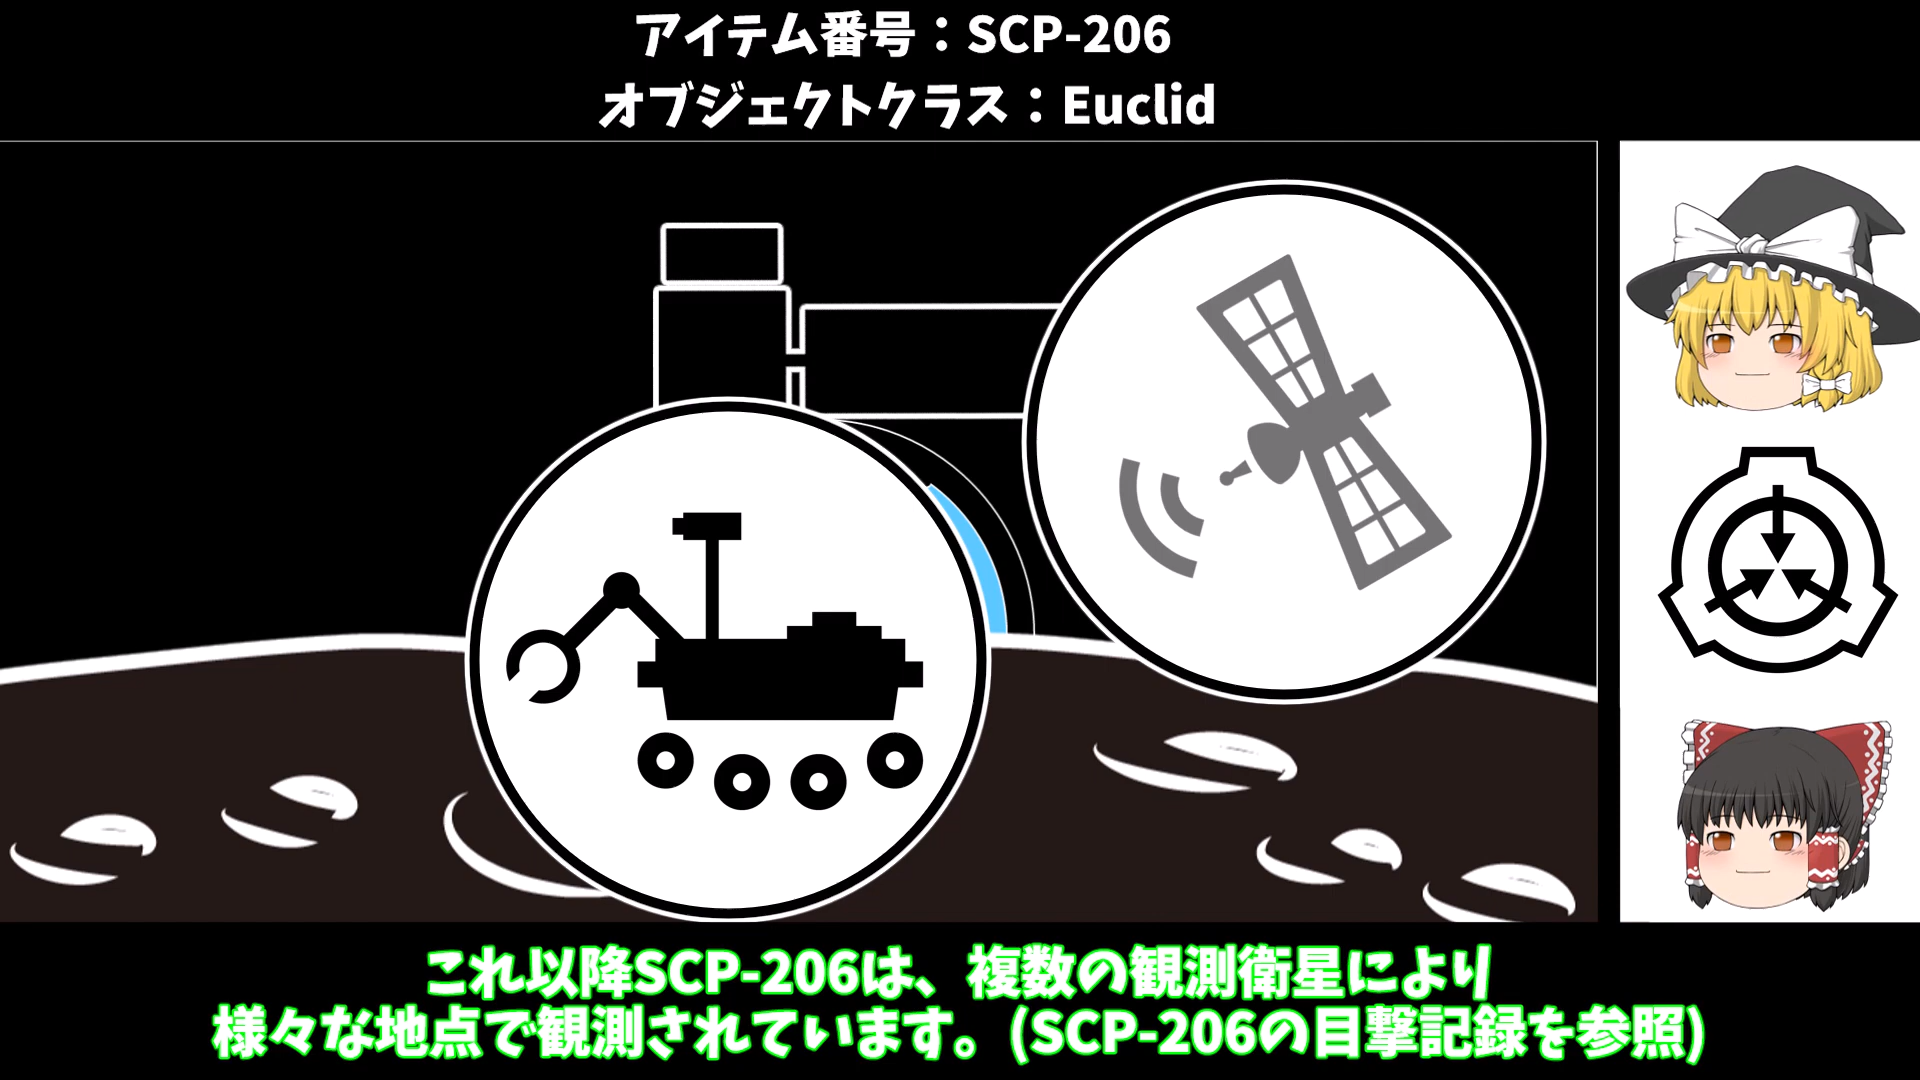 アイテム番号：SCP-206
オブジェクトクラス：Euclid
これ以降SCP-206は、複数の観測衛星により
様々な地点で観測されています。(SCP-206の目撃記録を参照)